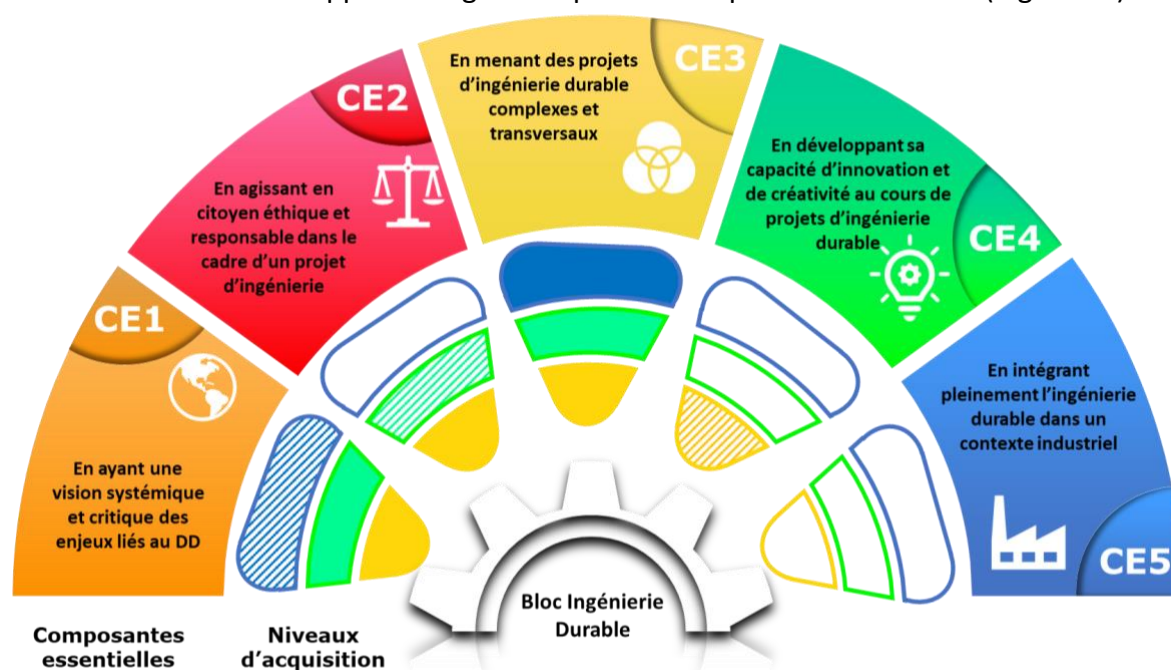 CE1
En ayant une
vision systémique
et critique des
enjeux liés au DD
CE2
En agissant en
citoyen éthique et
responsable dans le
cadre d'un projet
d'ingénierie
CE3
En menant des projets
d'ingénierie durable
complexes et
transversaux
CE4
En développant sa
capacité d'innovation et
de créativité au cours de
projets d'ingénierie
durable
CE5
En intégrant
pleinement l'ingénierie
durable dans un
contexte industriel
Bloc Ingénierie
Durable
Composantes
essentielles
Niveaux
d'acquisition